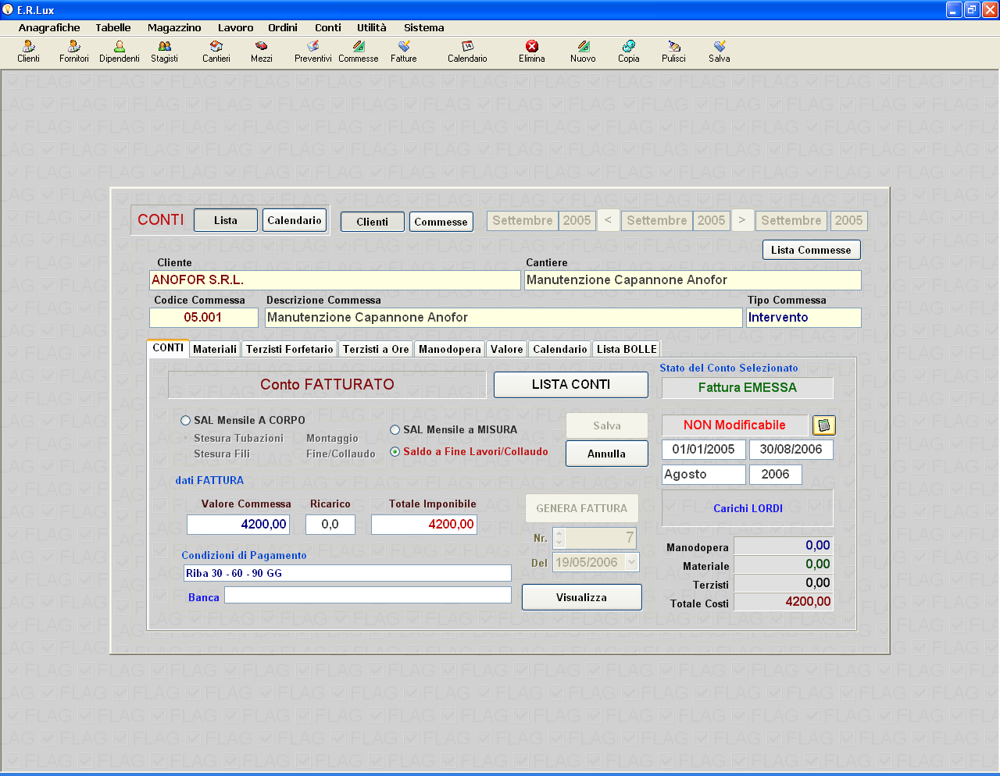 E.R.Lux
Anagrafiche Tabelle Magazzino Lavoro Ordini Conti Utilità Sistema
Clienti Fornitori Dipendenti Stagisti Cantieri Mezzi Preventivi Commesse Fatture Calendario Elimina Nuovo Copia Pulisci Salva
CONTI Lista Calendario Clienti Commesse Settembre 2005 < Settembre 2005 > Settembre 2005
Lista Commesse
Cliente Cantiere
ANOFOR S.R.L. Manutenzione Capannone Anofor
Codice Commessa Descrizione Commessa Tipo Commessa
05.001 Manutenzione Capannone Anofor Intervento
CONTI Materiali Terzisti Forfetario Terzisti a Ore Manodopera Valore Calendario Lista BOLLE
Stato del Conto Selezionato
Conto FATTURATO LISTA CONTI Fattura EMESSA
SAL Mensile A CORPO
Stesura Tubazioni Montaggio
Stesura Fili Fine/Collaudo
SAL Mensile a MISURA
Saldo a Fine Lavori/Collaudo
Salva
Annulla
NON Modificabile
01/01/2005 30/08/2006
Agosto 2006
dati FATTURA
Valore Commessa Ricarico Totale Imponibile
4200,00 0,0 4200,00
GENERA FATTURA
Nr. 7
Del 19/05/2006
Carichi LORDI
Condizioni di Pagamento
Riba 30 - 60 - 90 GG
Banca
Visualizza
Manodopera 0,00
Materiale 0,00
Terzisti 0,00
Totale Costi 4200,00